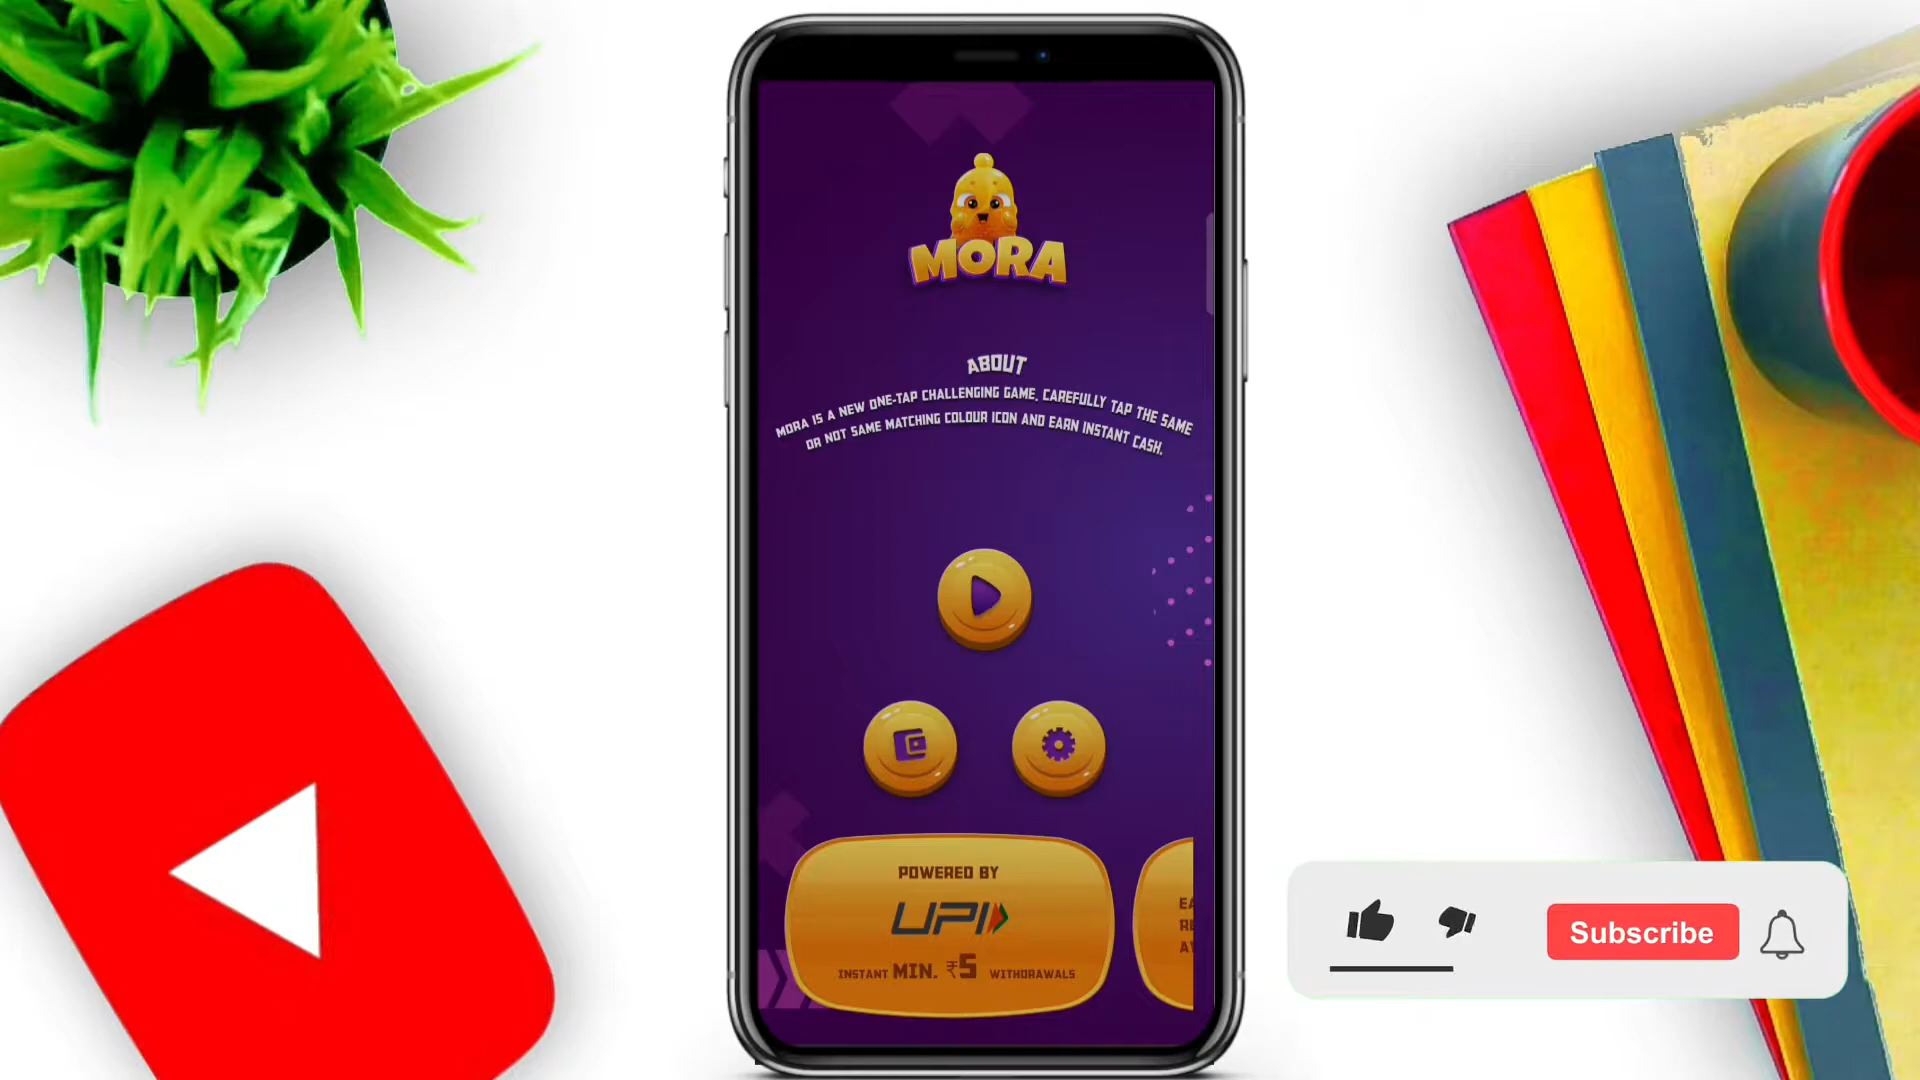 MORA
ABOUT
MORA IS A NEW ONE-TAP CHALLENGING GAME, CAREFULLY TAP THE SAME
OR NOT SAME MATCHING COLOUR ICON AND EARN INSTANT CASH.
POWERED BY
UPI
INSTANT MIN. ₹5 WITHDRAWALS
Subscribe